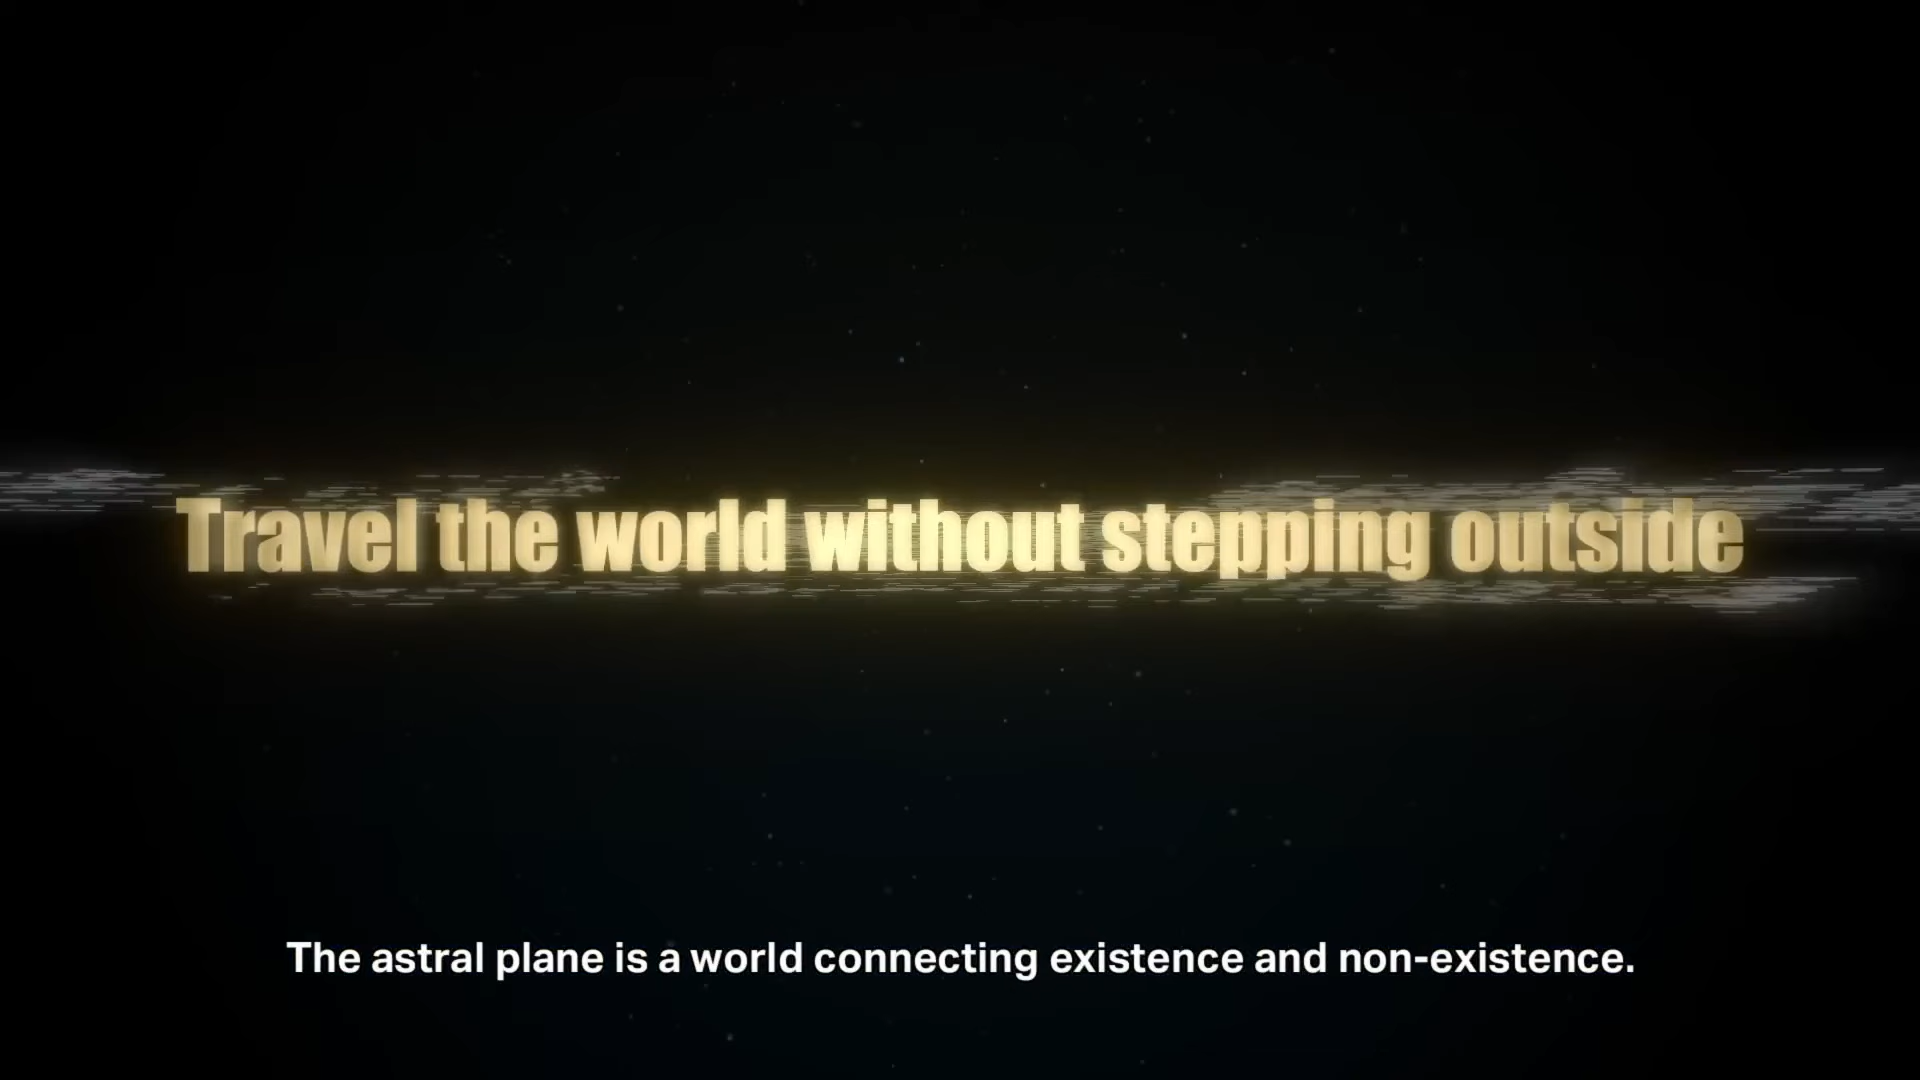 Travel the world without stepping outside
The astral plane is a world connecting existence and non-existence.